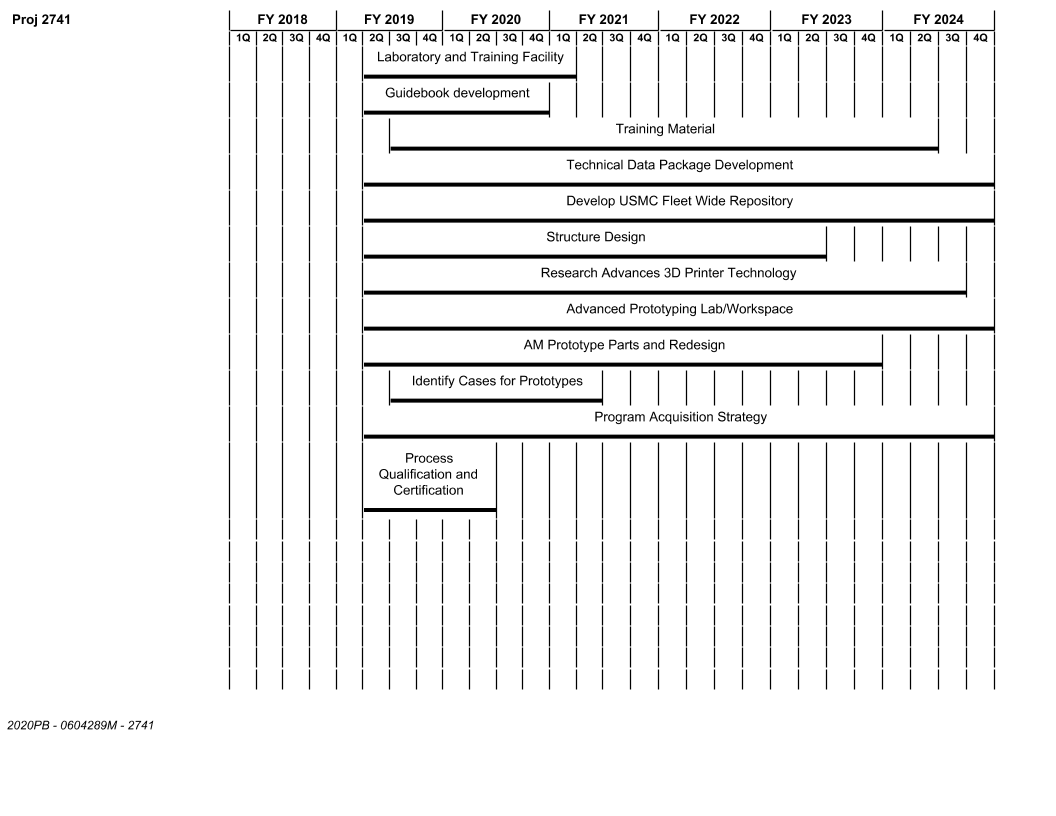 Proj 2741
FY 2018 FY 2019 FY 2020 FY 2021 FY 2022 FY 2023 FY 2024
1Q 2Q 3Q 4Q 1Q 2Q 3Q 4Q 1Q 2Q 3Q 4Q 1Q 2Q 3Q 4Q 1Q 2Q 3Q 4Q 1Q 2Q 3Q 4Q 1Q 2Q 3Q 4Q
Laboratory and Training Facility
Guidebook development
Training Material
Technical Data Package Development
Develop USMC Fleet Wide Repository
Structure Design
Research Advances 3D Printer Technology
Advanced Prototyping Lab/Workspace
AM Prototype Parts and Redesign
Identify Cases for Prototypes
Program Acquisition Strategy
Process
Qualification and
Certification
2020PB - 0604289M - 2741